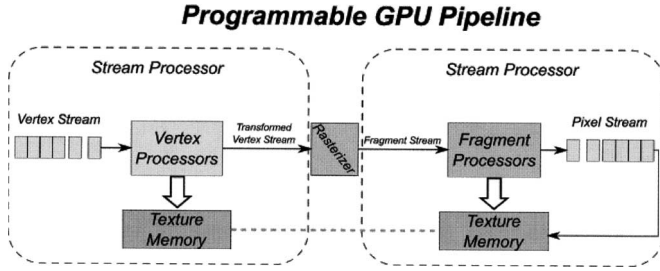 Programmable GPU Pipeline
Stream Processor
Stream Processor
Vertex Stream
Vertex
Processors
Transformed
Vertex Stream
Rasterizer
Fragment Stream
Fragment
Processors
Pixel Stream
Texture
Memory
Texture
Memory